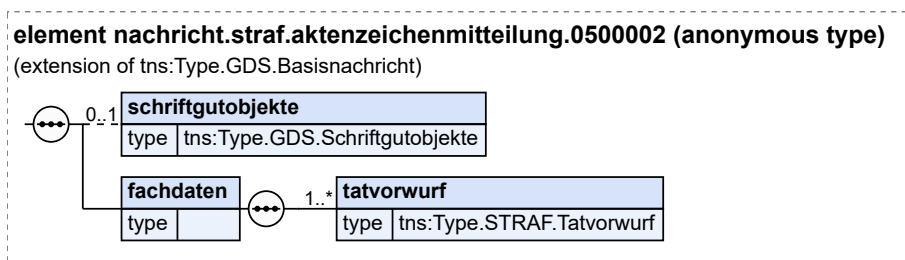 element nachricht.straf.aktenzeichenmitteilung.0500002 (anonymous type)
(extension of tns:Type.GDS.Basisnachricht)
0..1 schriftgutobjekte
type tns:Type.GDS.Schriftgutobjekte
fachdaten 1..* tatvorwurf
type type tns:Type.STRAF.Tatvorwurf